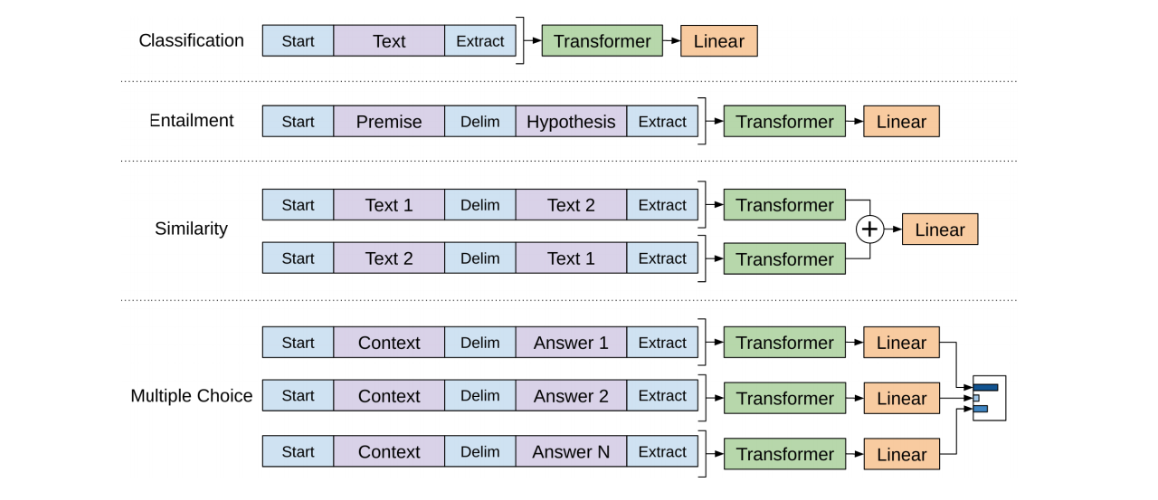 Classification Start Text Extract Transformer Linear
Entailment Start Premise Delim Hypothesis Extract Transformer Linear
Start Text 1 Delim Text 2 Extract Transformer
Similarity + Linear
Start Text 2 Delim Text 1 Extract Transformer
Start Context Delim Answer 1 Extract Transformer Linear
Multiple Choice Start Context Delim Answer 2 Extract Transformer Linear
Start Context Delim Answer N Extract Transformer Linear